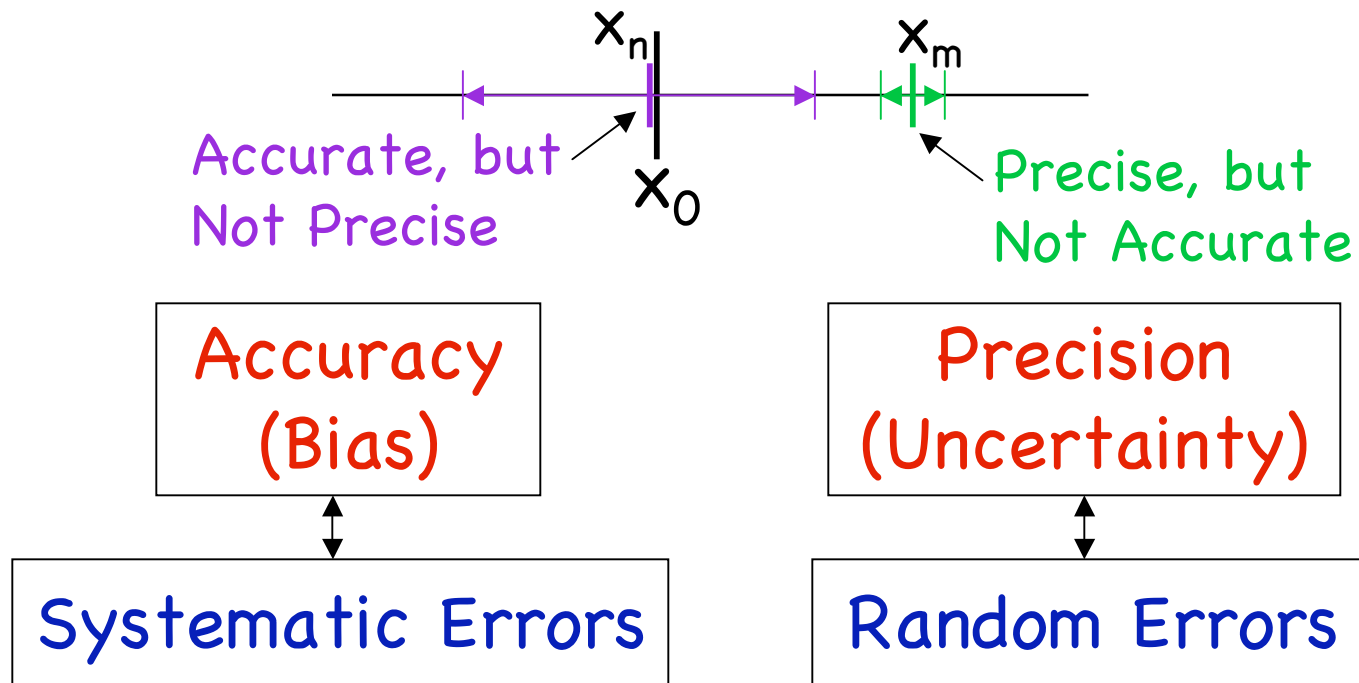 xn
xm
Accurate, but
Not Precise
x0
Precise, but
Not Accurate
Accuracy
(Bias)
Precision
(Uncertainty)
Systematic Errors
Random Errors